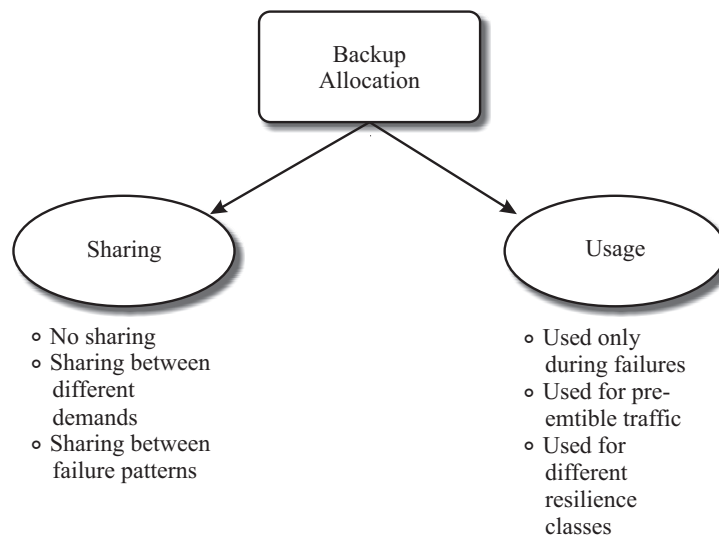 Backup
Allocation
Sharing
No sharing
Sharing between
different
demands
Sharing between
failure patterns
Usage
Used only
during failures
Used for pre-
emtible traffic
Used for
different
resilience
classes